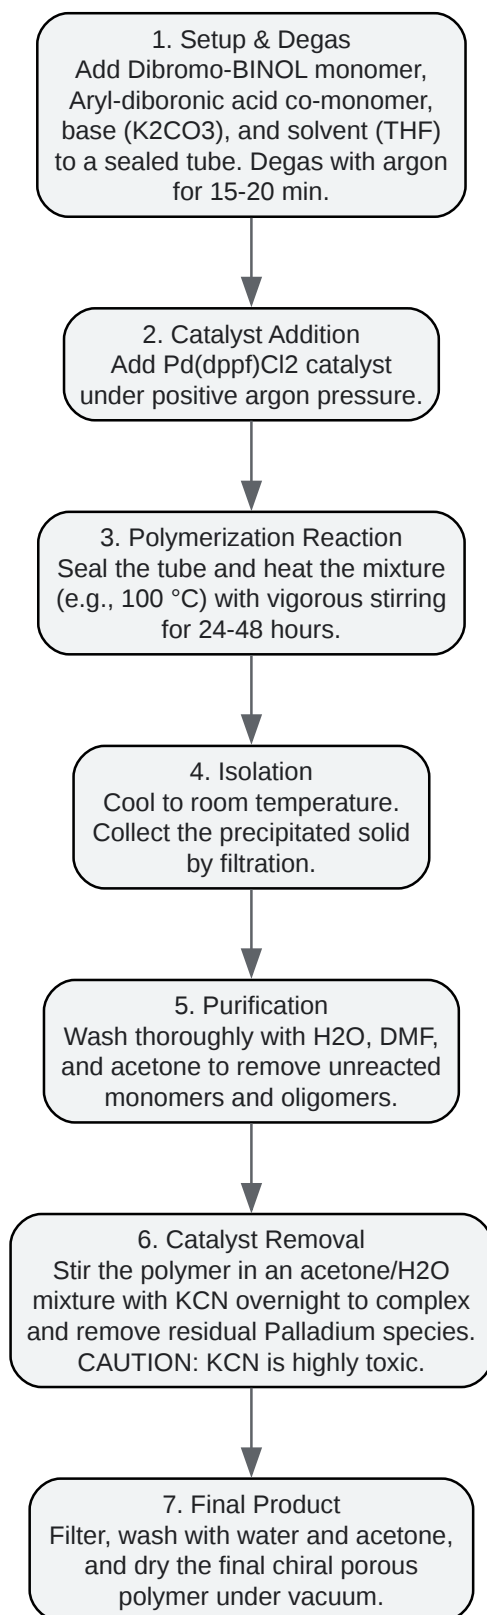 1. Setup & Degas
Add Dibromo-BINOL monomer,
Aryl-diboronic acid co-monomer,
base (K2CO3), and solvent (THF)
to a sealed tube. Degas with argon
for 15-20 min.
2. Catalyst Addition
Add Pd(dppf)Cl2 catalyst
under positive argon pressure.
3. Polymerization Reaction
Seal the tube and heat the mixture
(e.g., 100 °C) with vigorous stirring
for 24-48 hours.
4. Isolation
Cool to room temperature.
Collect the precipitated solid
by filtration.
5. Purification
Wash thoroughly with H2O, DMF,
and acetone to remove unreacted
monomers and oligomers.
6. Catalyst Removal
Stir the polymer in an acetone/H2O
mixture with KCN overnight to complex
and remove residual Palladium species.
CAUTION: KCN is highly toxic.
7. Final Product
Filter, wash with water and acetone,
and dry the final chiral porous
polymer under vacuum.